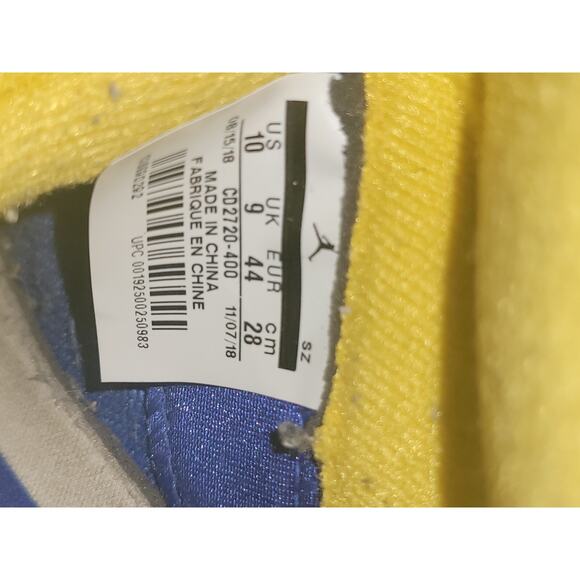 SZ
US UK EUR cm
10 9 44 28
08/15/18 CD2720-400 11/07/18
MADE IN CHINA
FABRIQUE EN CHINE
UPC 00192500250983